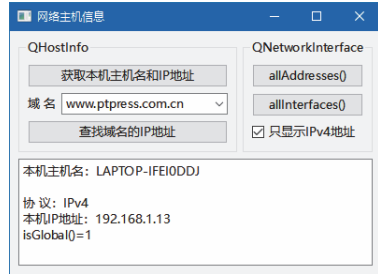 网络主机信息
QHostInfo
获取本机主机名和IP地址
域 名 www.ptpress.com.cn
查找域名的IP地址
QNetworkInterface
allAddresses()
allInterfaces()
只显示IPv4地址
本机主机名：LAPTOP-IFEI0DDJ
协 议：IPv4
本机IP地址：192.168.1.13
isGlobal()=1